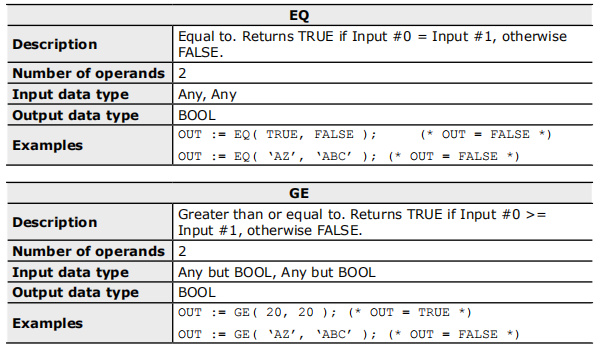 EQ
Description
Equal to. Returns TRUE if Input #0 = Input #1, otherwise
FALSE.
Number of operands 2
Input data type Any, Any
Output data type BOOL
Examples
OUT := EQ( TRUE, FALSE ); (* OUT = FALSE *)
OUT := EQ( ‘AZ’, ‘ABC’ ); (* OUT = FALSE *)
GE
Description
Greater than or equal to. Returns TRUE if Input #0 >=
Input #1, otherwise FALSE.
Number of operands 2
Input data type Any but BOOL, Any but BOOL
Output data type BOOL
Examples
OUT := GE( 20, 20 ); (* OUT = TRUE *)
OUT := GE( ‘AZ’, ‘ABC’ ); (* OUT = FALSE *)